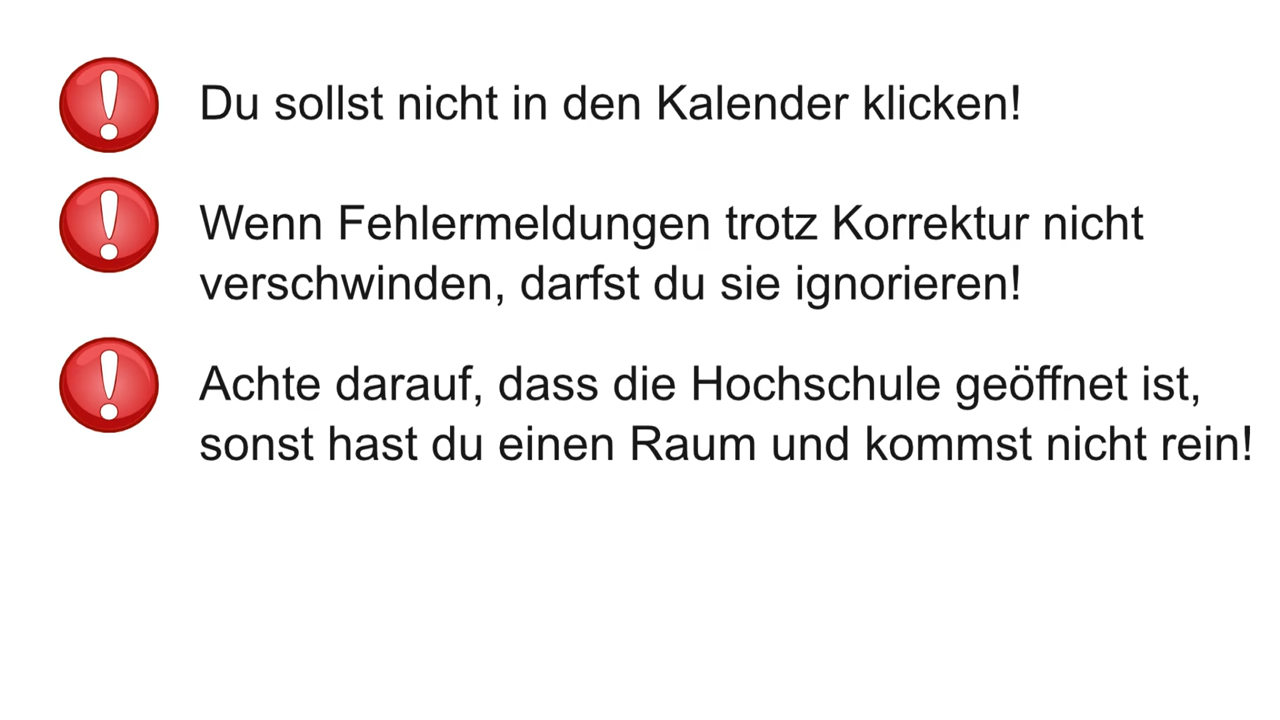 Du sollst nicht in den Kalender klicken!
Wenn Fehlermeldungen trotz Korrektur nicht
verschwinden, darfst du sie ignorieren!
Achte darauf, dass die Hochschule geöffnet ist,
sonst hast du einen Raum und kommst nicht rein!